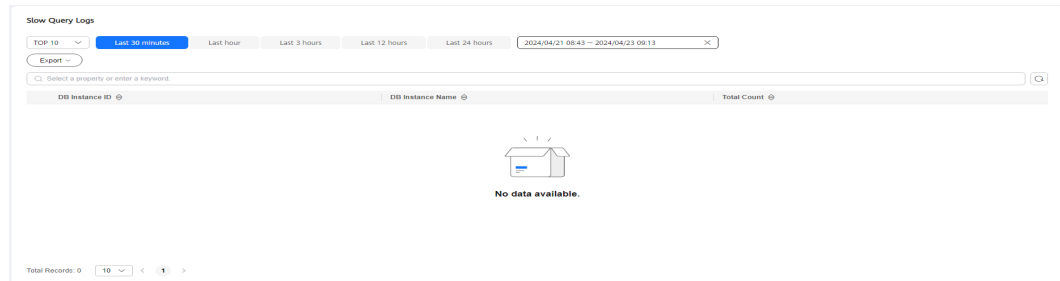 Slow Query Logs
TOP 10 Last 30 minutes Last hour Last 3 hours Last 12 hours Last 24 hours 2024/04/21 08:43 — 2024/04/23 09:13
Export
Select a property or enter a keyword.
DB Instance ID DB Instance Name Total Count
No data available.
Total Records: 0 10 < 1 >